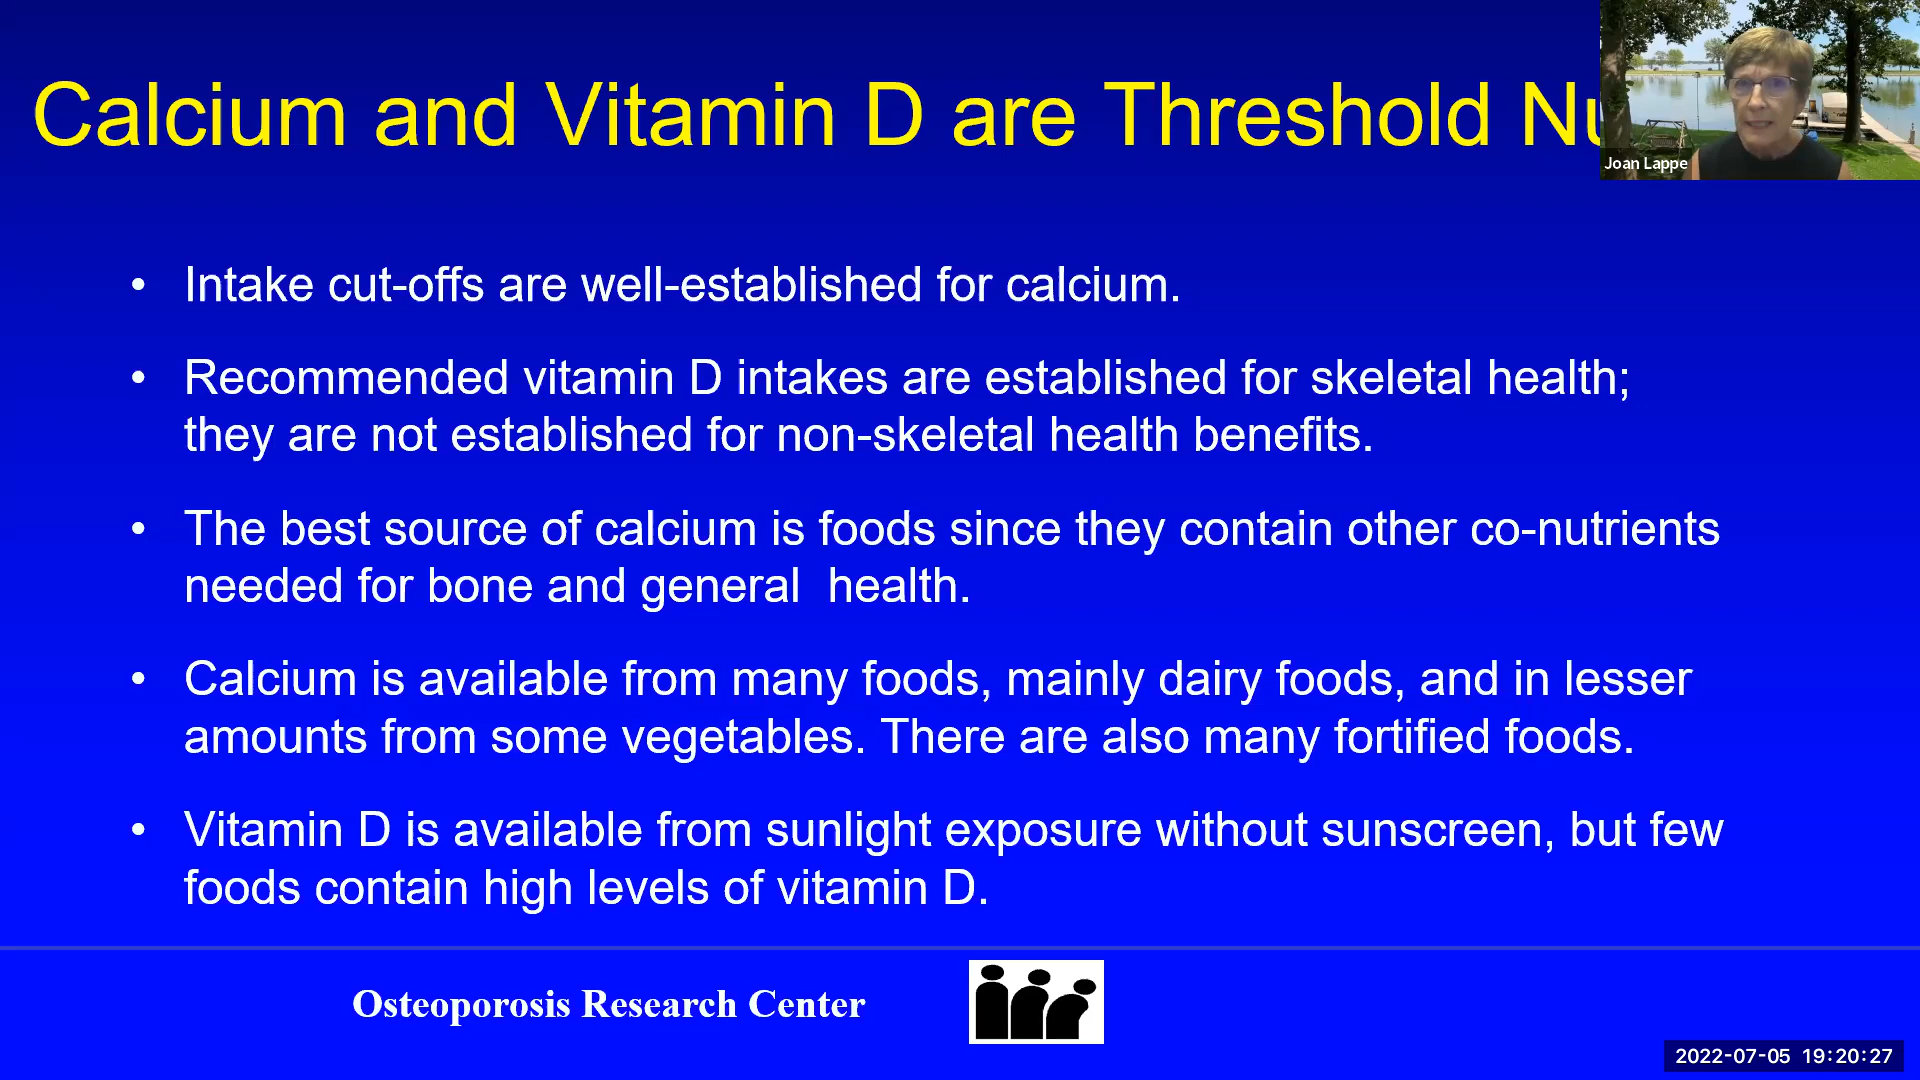 Calcium and Vitamin D are Threshold
Joan Lappe
• Intake cut-offs are well-established for calcium.
• Recommended vitamin D intakes are established for skeletal health;
they are not established for non-skeletal health benefits.
• The best source of calcium is foods since they contain other co-nutrients
needed for bone and general  health.
• Calcium is available from many foods, mainly dairy foods, and in lesser
amounts from some vegetables. There are also many fortified foods.
• Vitamin D is available from sunlight exposure without sunscreen, but few
foods contain high levels of vitamin D.
Osteoporosis Research Center
2022-07-05 19:20:27